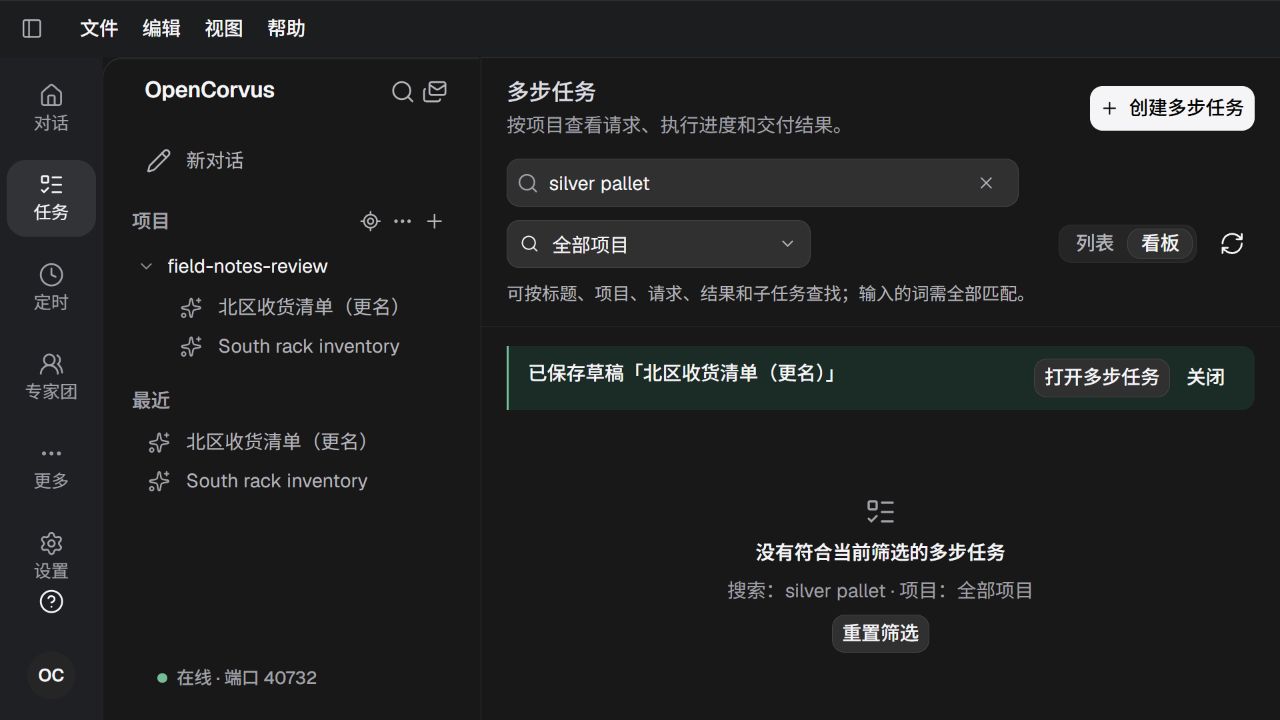 文件 编辑 视图 帮助
对话
任务
定时
专家团
更多
设置
OC
OpenCorvus
新对话
项目
field-notes-review
北区收货清单（更名）
South rack inventory
最近
北区收货清单（更名）
South rack inventory
在线 · 端口 40732
多步任务
按项目查看请求、执行进度和交付结果。
创建多步任务
silver pallet
全部项目
列表 看板
可按标题、项目、请求、结果和子任务查找；输入的词需全部匹配。
已保存草稿「北区收货清单（更名）」
打开多步任务 关闭
没有符合当前筛选的多步任务
搜索：silver pallet · 项目：全部项目
重置筛选